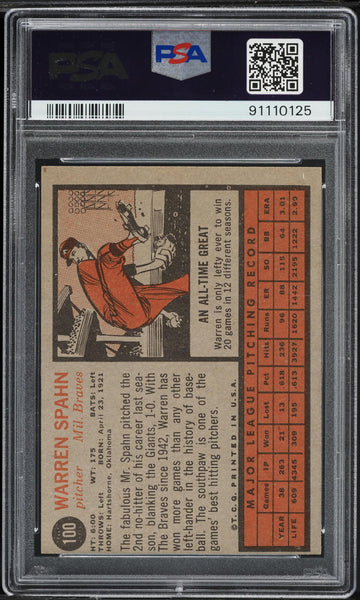 PSA
PSA
91110125
100
WARREN SPAHN
pitcher Mil. Braves
HT: 6:00 WT: 175 BATS: Left
THROWS: Left BORN: April 23, 1921
HOME: Hartshorne, Oklahoma
The fabulous Mr. Spahn pitched the
2nd no-hitter of his career last sea-
son, blanking the Giants, 1-0. With
the Braves since 1942, Warren has
won more games than any other
left-hander in the history of base-
ball. The southpaw is one of the
games' best hitting pitchers.
©T.C.G. PRINTED IN U.S.A.
AN ALL-TIME GREAT
Warren is only lefty ever to win
20 games in 12 different seasons.
MAJOR LEAGUE PITCHING RECORD
Games IP Won Lost Pct Hits Runs ER SO BB ERA
YEAR 38 263 21 13 .618 236 96 88 115 64 3.01
LIFE 600 4346 309 195 .613 3927 1620 1442 2195 1222 2.99